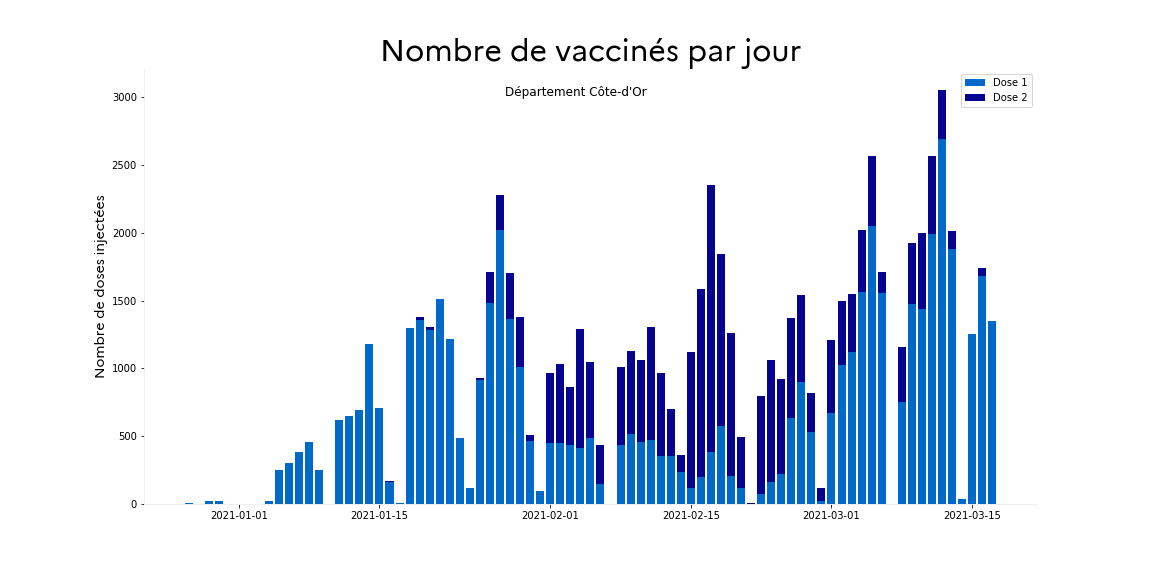 Nombre de vaccinés par jour
Département Côte-d'Or
Dose 1
Dose 2
Nombre de doses injectées
3000
2500
2000
1500
1000
500
0
2021-01-01 2021-01-15 2021-02-01 2021-02-15 2021-03-01 2021-03-15